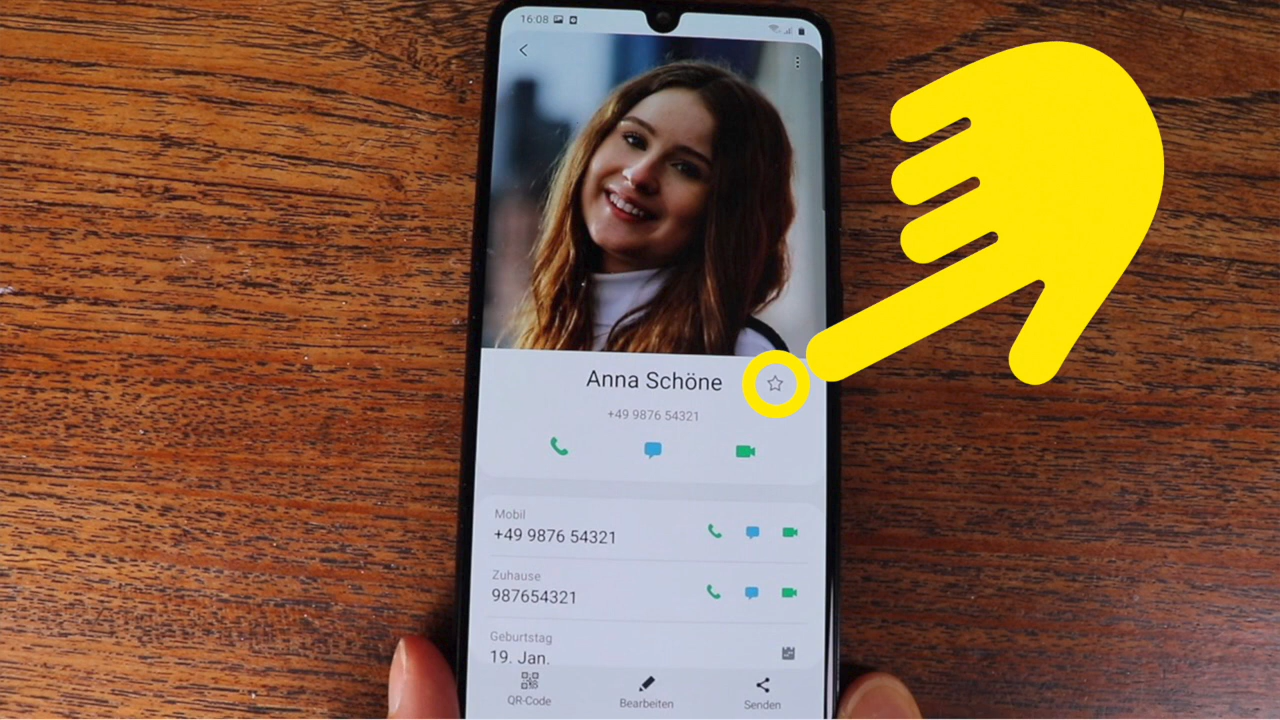 16:08
Anna Schöne
+49 9876 54321
Mobil
+49 9876 54321
Zuhause
987654321
Geburtstag
19. Jan.
QR-Code
Bearbeiten
Senden